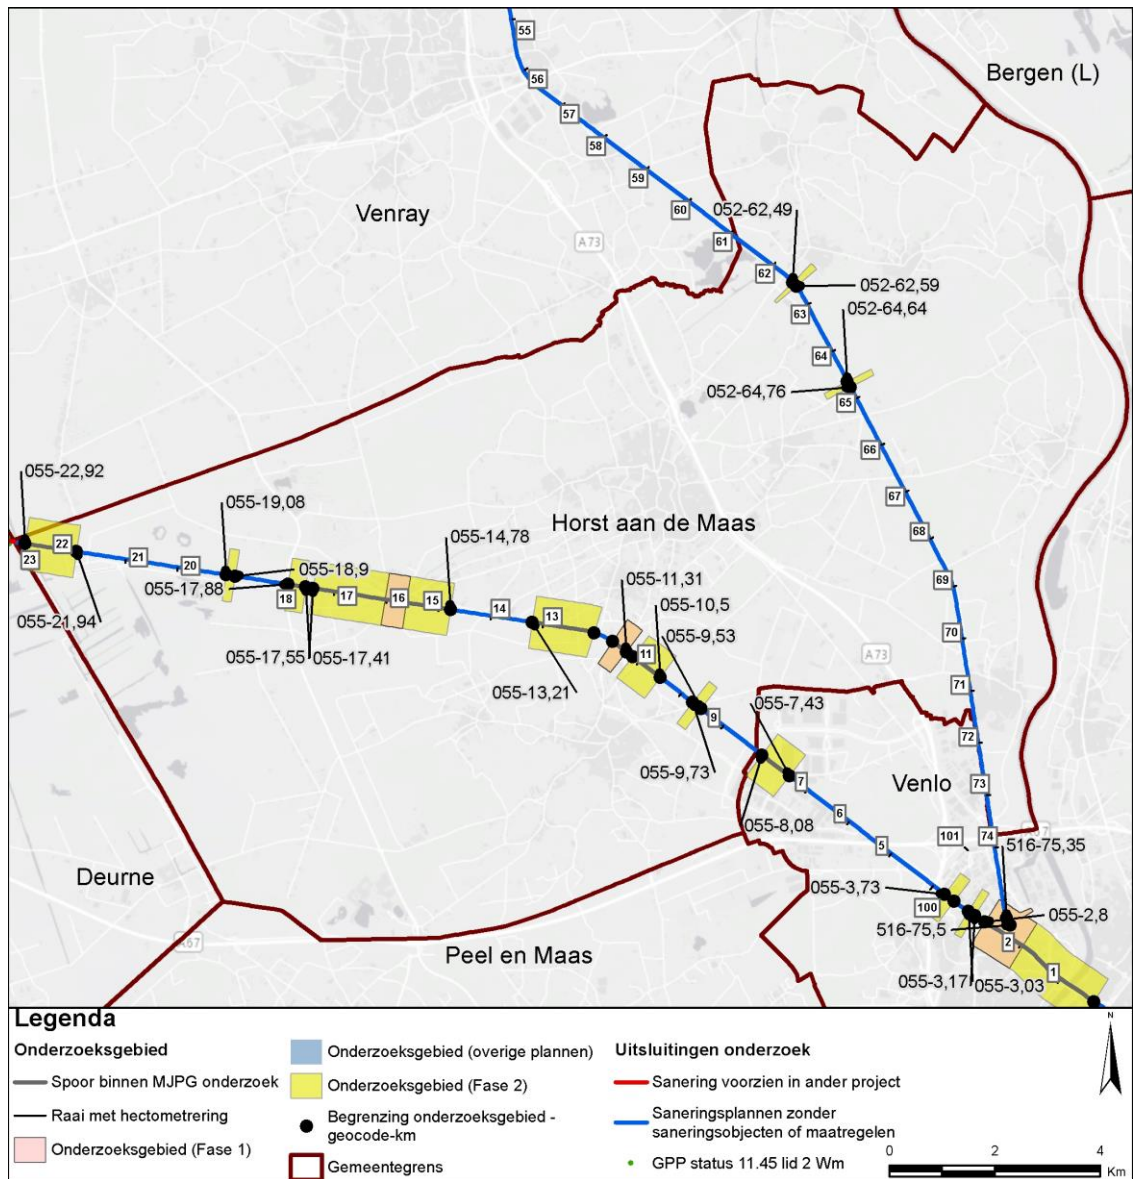 55
Bergen (L)
56
57
58
59
Venray
60
052-62,49
A 73
61
62
052-62,59
63
052-64,64
64
052-64,76
65
66
055-22,92
67
055-19,08
68
Horst aan de Maas
055-14,78
22
23
21
20
055-18,9
055-11,31
69
055-17,88
18
17
16
15
055-10,5
14
13
055-21,94
055-9,53
70
11
055-17,55
055-17,41
A 73
055-13,21
71
055-7,43
9
72
055-9,73
7
Venlo
73
6
055-8,08
101
74
A67
5
516-75,35
Deurne
055-3,73
100
055-2,8
516-75,5
A67
2
Peel en Maas
1
055-3,17
055-3,03
Legenda
N
Onderzoeksgebied
Spoor binnen MJPG onderzoek
Raai met hectometrering
Onderzoeksgebied (Fase 1)
Onderzoeksgebied (overige plannen)
Onderzoeksgebied (Fase 2)
Begrenzing onderzoeksgebied -
geocode-km
Gemeentegrens
Uitsluitingen onderzoek
Sanering voorzien in ander project
Saneringsplannen zonder
saneringsobjecten of maatregelen
GPP status 11.45 lid 2 Wm
0 2 4
Km